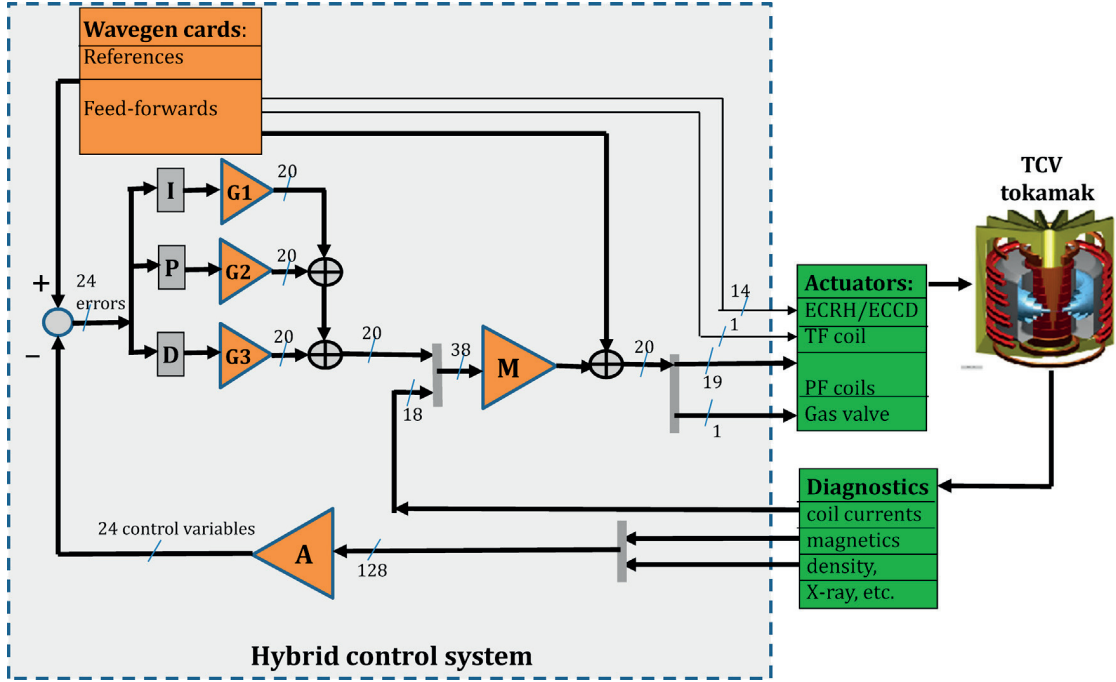 Wavegen cards:
References
Feed-forwards
I
G1
20
P
G2
20
D
G3
20
+
24
errors
−
20
38
18
M
20
19
1
14
1
Actuators:
ECRH/ECCD
TF coil
PF coils
Gas valve
TCV
tokamak
Diagnostics
coil currents
magnetics
density,
X-ray, etc.
24 control variables
A
128
Hybrid control system